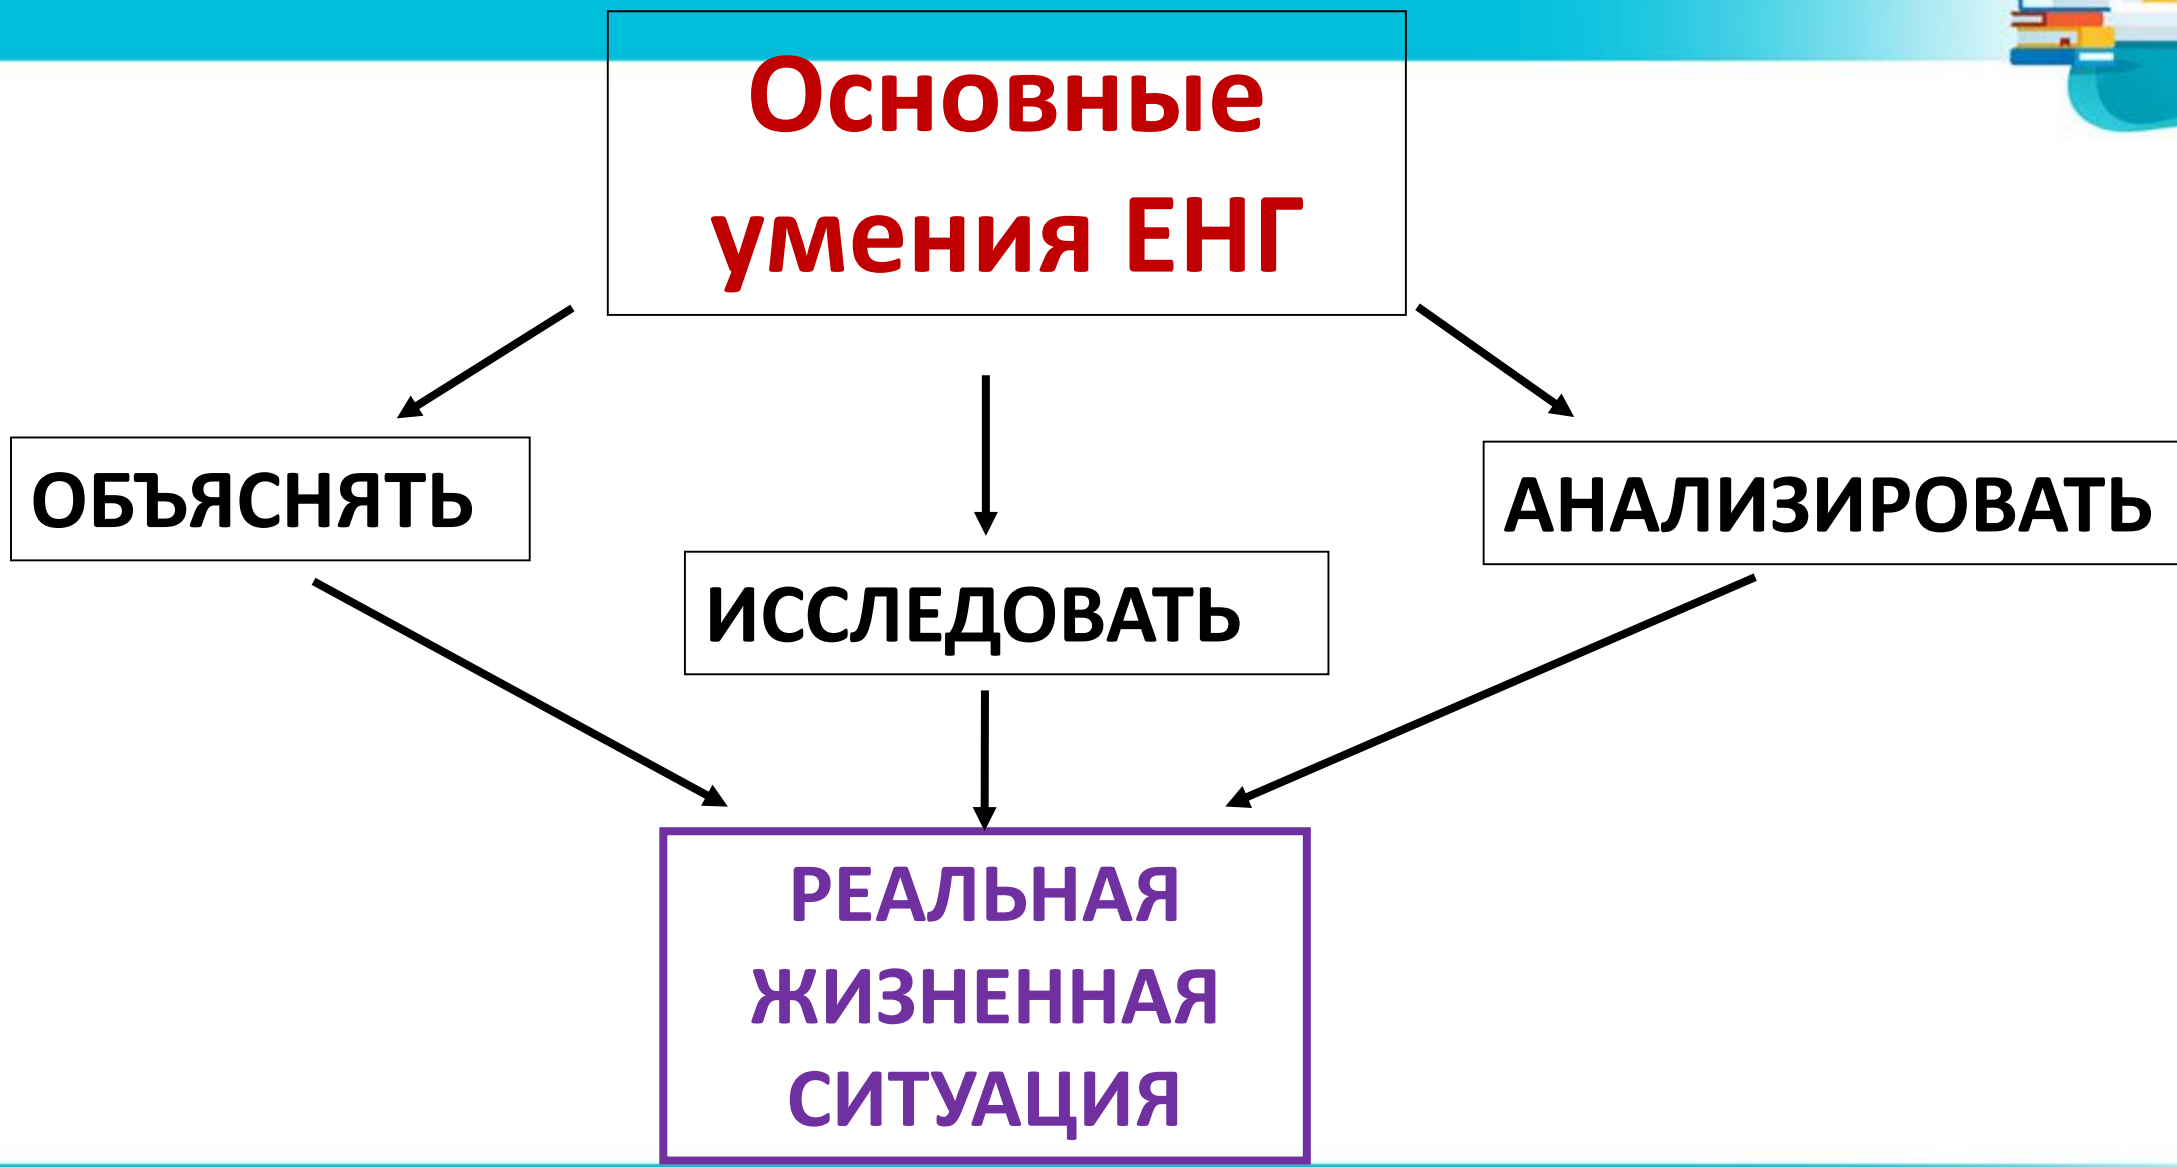 Основные
умения ЕНГ
ОБЪЯСНЯТЬ
АНАЛИЗИРОВАТЬ
ИССЛЕДОВАТЬ
РЕАЛЬНАЯ
ЖИЗНЕННАЯ
СИТУАЦИЯ